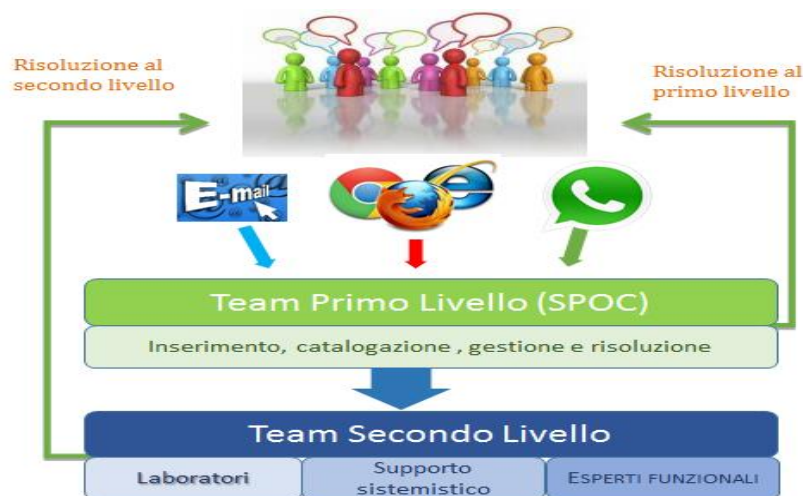 Risoluzione al
secondo livello
Risoluzione al
primo livello
E-mail
Team Primo Livello (SPOC)
Inserimento, catalogazione , gestione e risoluzione
Team Secondo Livello
Laboratori
Supporto
sistemistico
ESPERTI FUNZIONALI